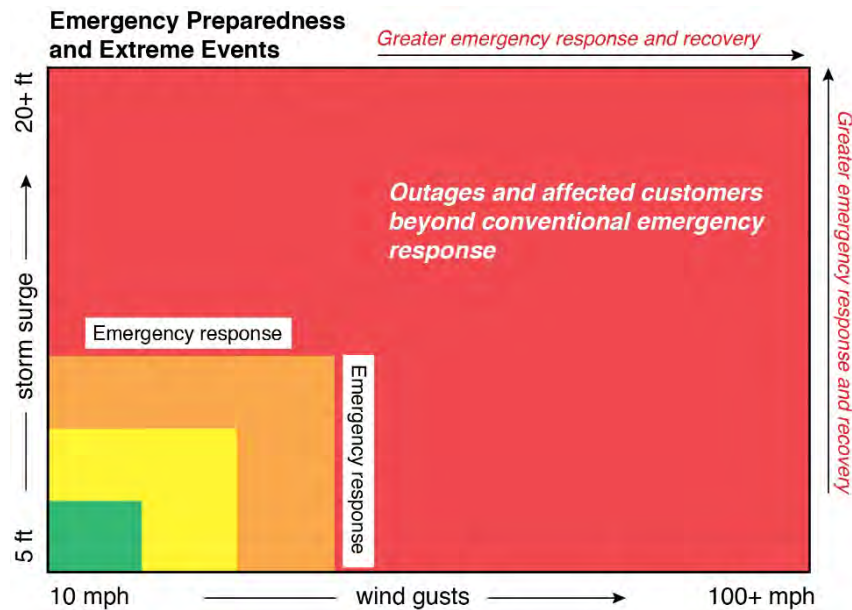 Emergency Preparedness
and Extreme Events
Greater emergency response and recovery
20+ ft
storm surge
5 ft
Outages and affected customers
beyond conventional emergency
response
Emergency response
Emergency response
Greater emergency response and recovery
10 mph
wind gusts
100+ mph